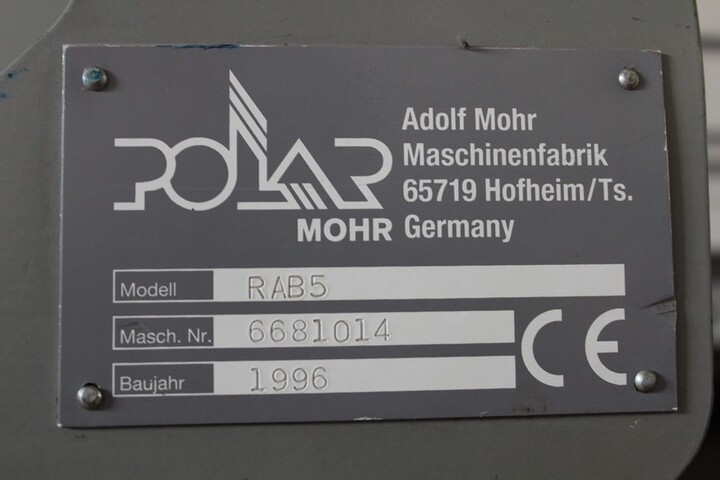 POLAR
MOHR
Adolf Mohr
Maschinenfabrik
65719 Hofheim/Ts.
Germany
Modell RAB5
Masch. Nr. 6681014
Baujahr 1996
CE